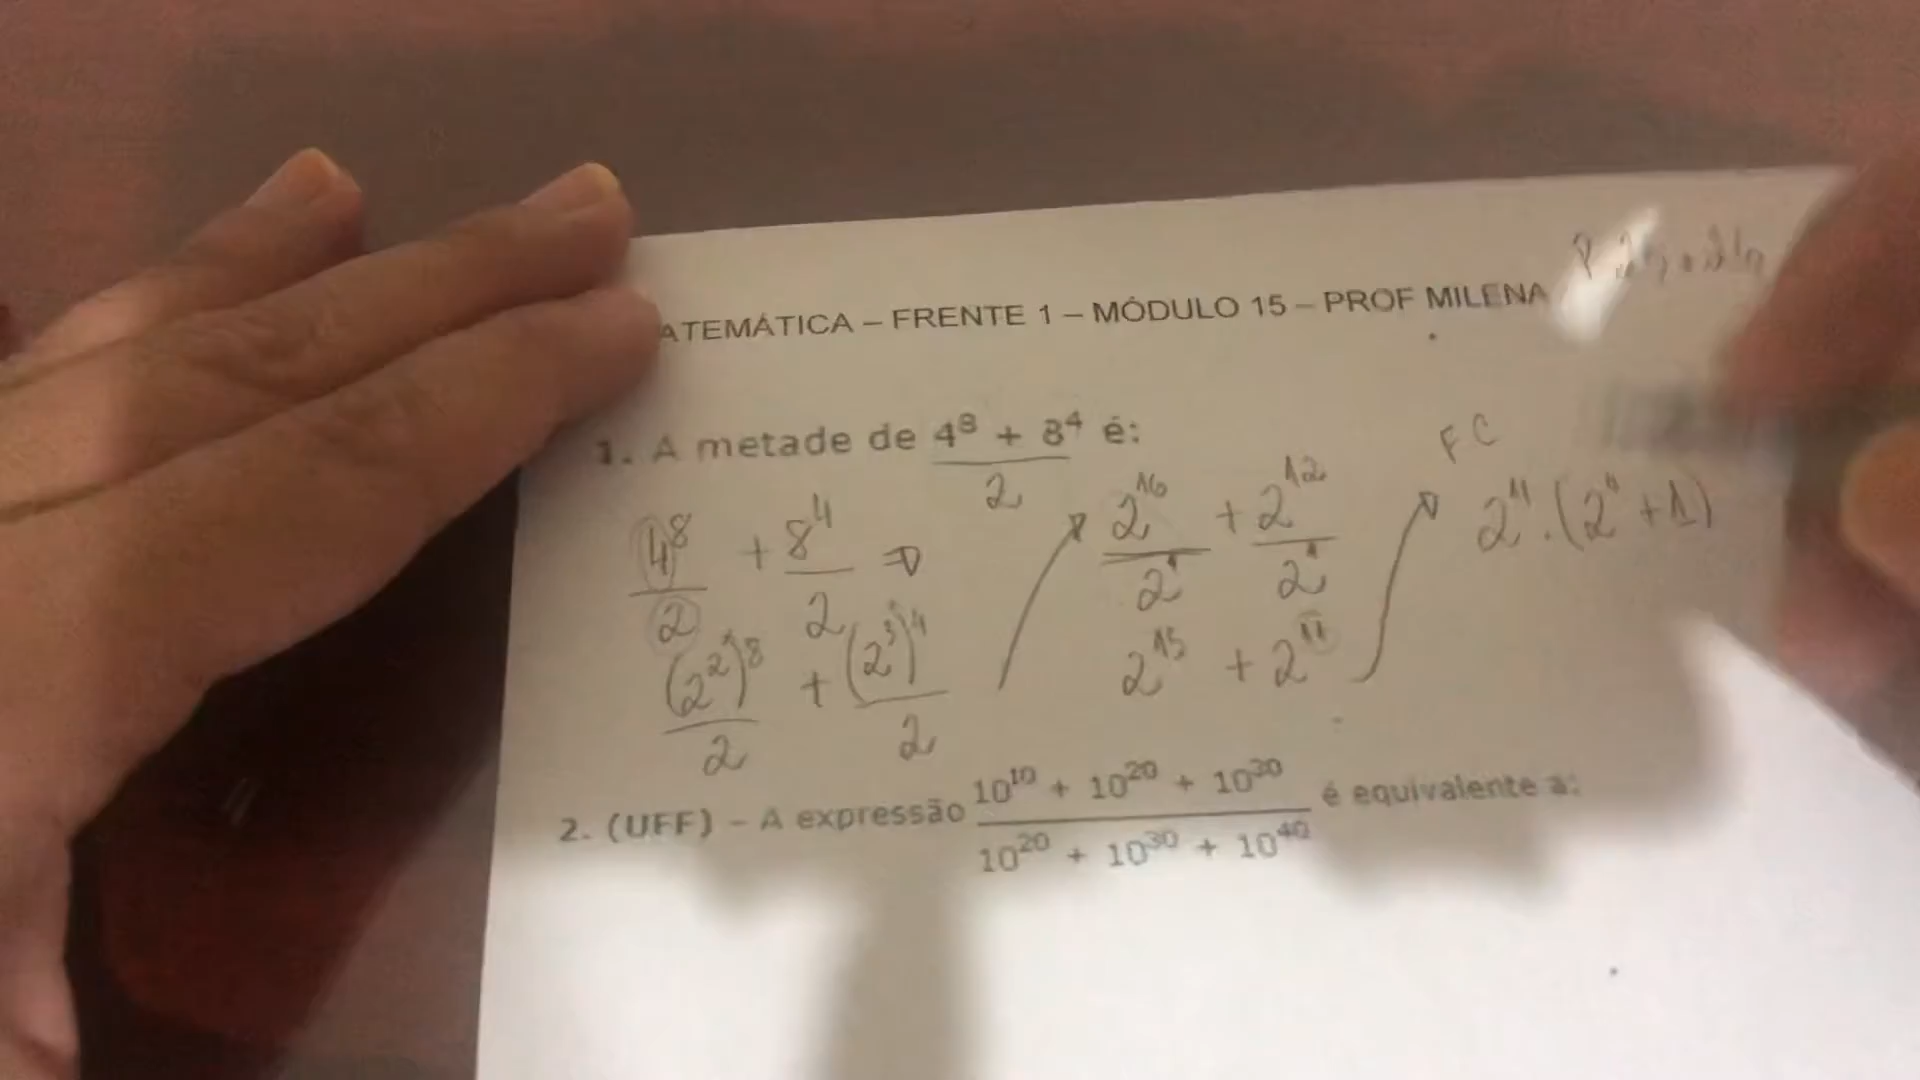 ATEMÁTICA – FRENTE 1 – MÓDULO 15 – PROF MILENA
1. A metade de 4⁸ + 8⁴ é:
2
4⁸/2 + 8⁴/2 ⇒
(2²)⁸/2 + (2³)⁴/2
2¹⁶/2¹ + 2¹²/2¹
2¹⁵ + 2¹¹
FC
2¹¹.(2⁴+1)
2. (UFF) – A expressão (10¹⁰ + 10²⁰ + 10³⁰)/(10²⁰ + 10³⁰ + 10⁴⁰) é equivalente a: